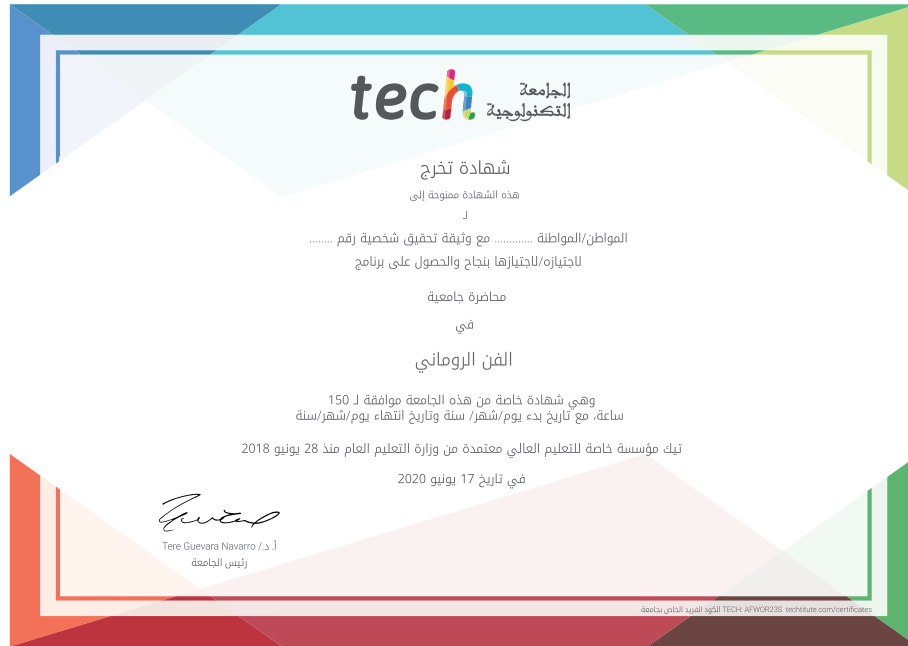 tech الجامعة
التكنولوجية
شهادة تخرج
هذه الشهادة ممنوحة إلى
لـ
المواطن/المواطنة ............ مع وثيقة تحقيق شخصية رقم ........
لاجتيازه/لاجتيازها بنجاح والحصول على برنامج
محاضرة جامعية
في
الفن الروماني
وهي شهادة خاصة من هذه الجامعة موافقة لـ 150
ساعة، مع تاريخ بدء يوم/شهر/ سنة وتاريخ انتهاء يوم/شهر/سنة
تيك مؤسسة خاصة للتعليم العالي معتمدة من وزارة التعليم العام منذ 28 يونيو 2018
في تاريخ 17 يونيو 2020
أ. د./ Tere Guevara Navarro
رئيس الجامعة
الكود الفريد الخاص بجامعة TECH: AFWOR23S techtitute.com/certificates